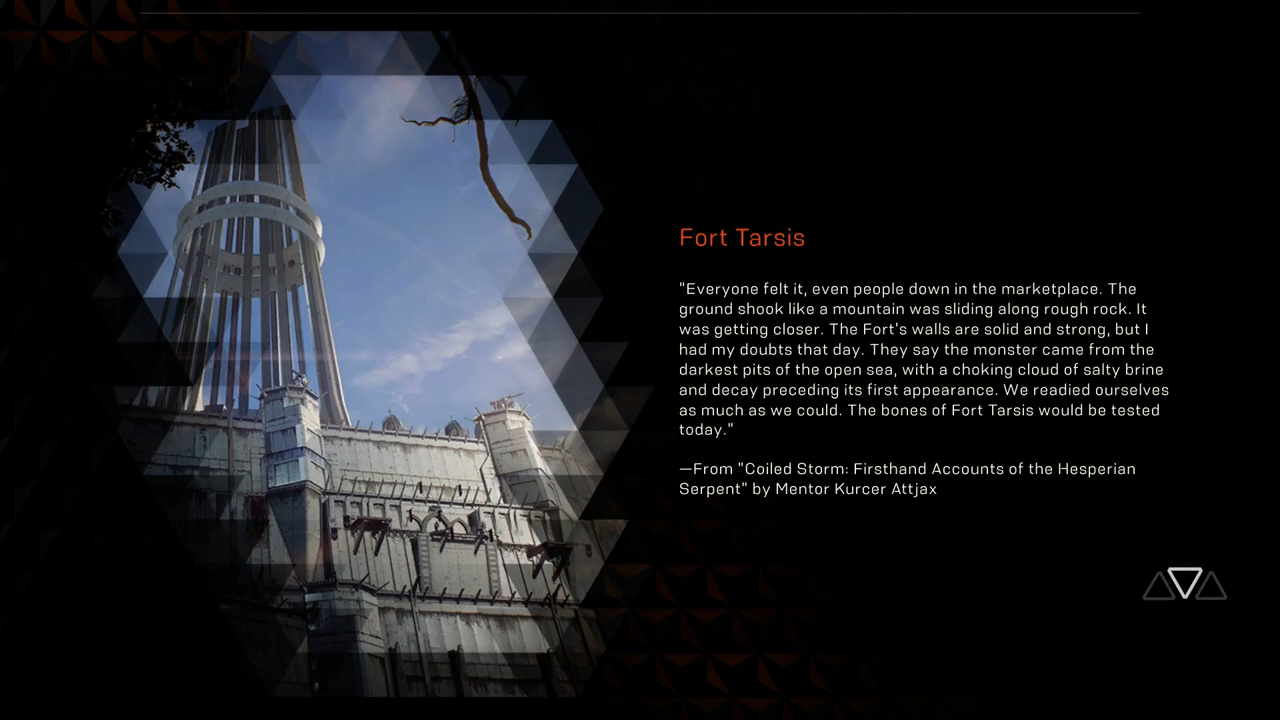 Fort Tarsis
"Everyone felt it, even people down in the marketplace. The
ground shook like a mountain was sliding along rough rock. It
was getting closer. The Fort's walls are solid and strong, but I
had my doubts that day. They say the monster came from the
darkest pits of the open sea, with a choking cloud of salty brine
and decay preceding its first appearance. We readied ourselves
as much as we could. The bones of Fort Tarsis would be tested
today."
—From "Coiled Storm: Firsthand Accounts of the Hesperian
Serpent" by Mentor Kurcer Attjax